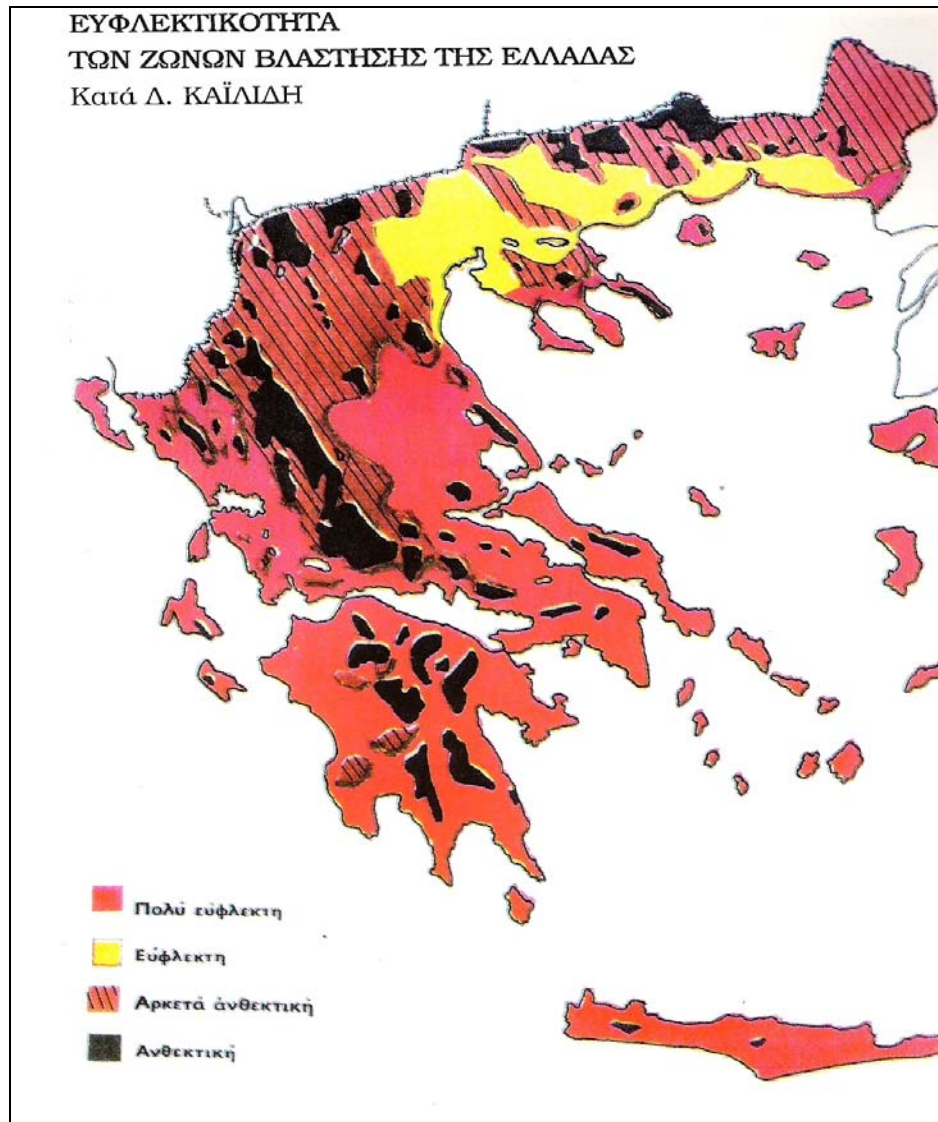 ΕΥΦΛΕΚΤΙΚΟΤΗΤΑ
ΤΩΝ ΖΩΝΩΝ ΒΛΑΣΤΗΣΗΣ ΤΗΣ ΕΛΛΑΔΑΣ
Κατά Δ. ΚΑΪΛΙΔΗ
Πολύ εύφλεκτη
Εύφλεκτη
Αρκετά άνθεκτική
Ανθεκτική